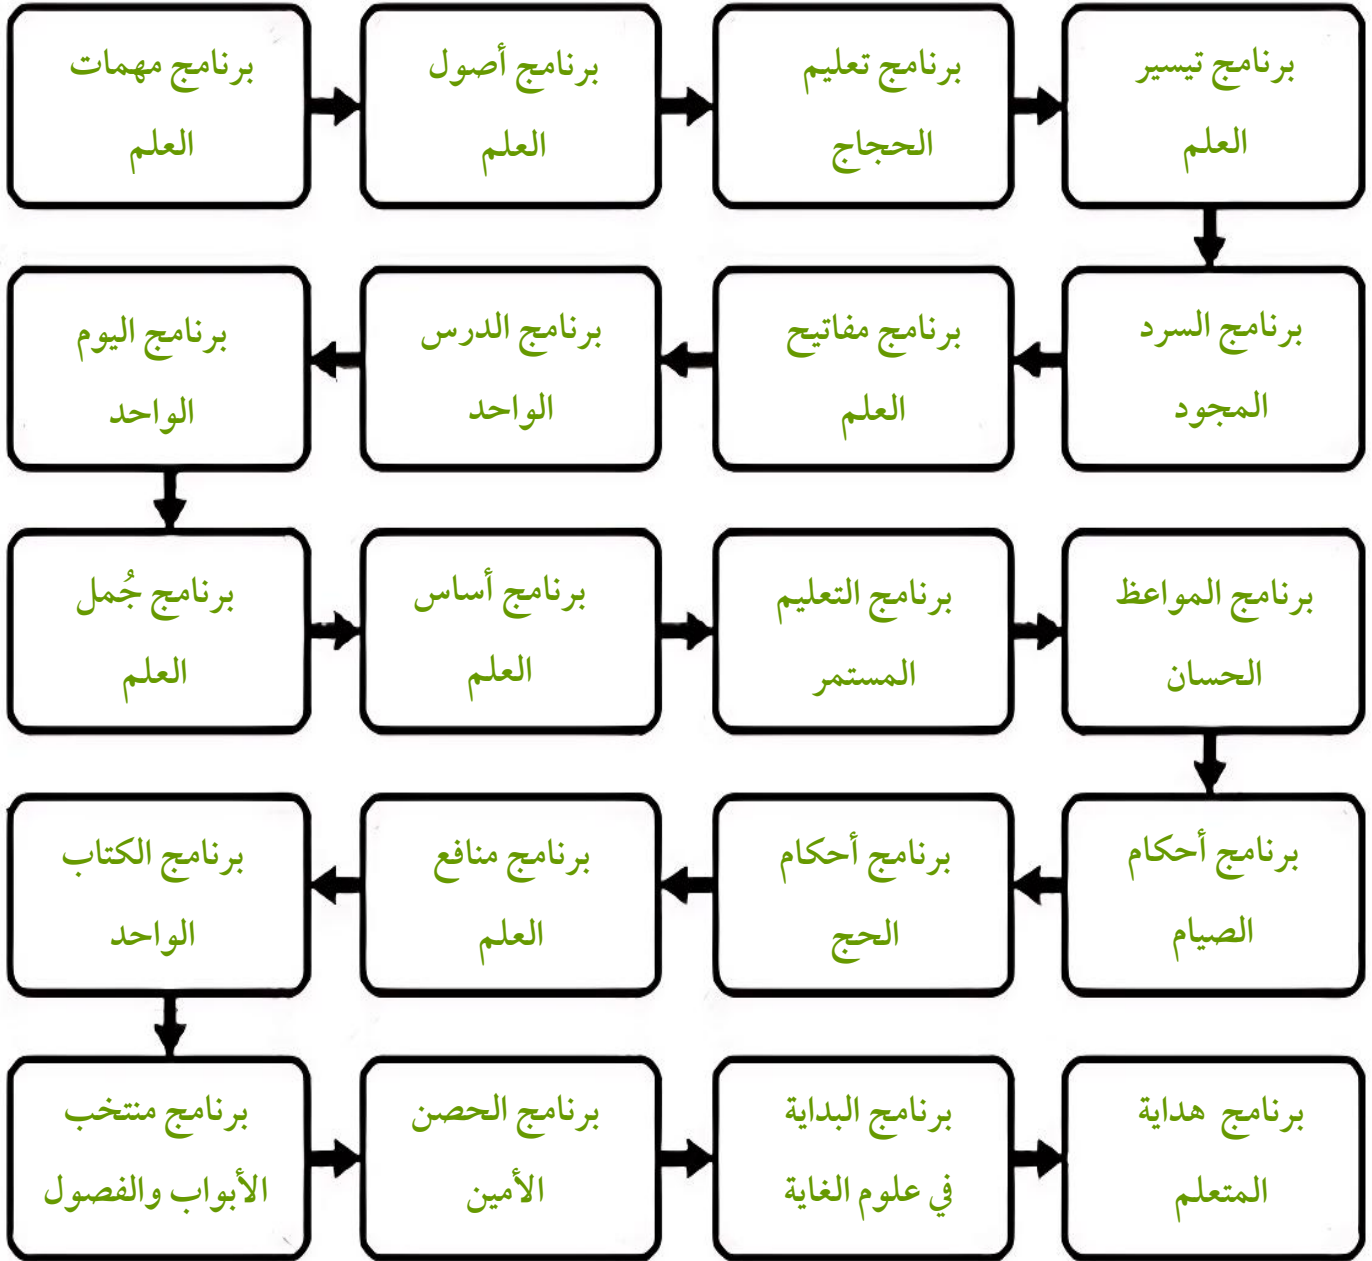 برنامج مهمات
العلم
برنامج أصول
العلم
برنامج تعليم
الحجاج
برنامج تيسير
العلم
برنامج السرد
المجود
برنامج مفاتيح
العلم
برنامج الدرس
الواحد
برنامج اليوم
الواحد
برنامج جُمل
العلم
برنامج أساس
العلم
برنامج التعليم
المستمر
برنامج المواعظ
الحسان
برنامج أحكام
الصيام
برنامج أحكام
الحج
برنامج منافع
العلم
برنامج الكتاب
الواحد
برنامج منتخب
الأبواب والفصول
برنامج الحصن
الأمين
برنامج البداية
في علوم الغاية
برنامج هداية
المتعلم